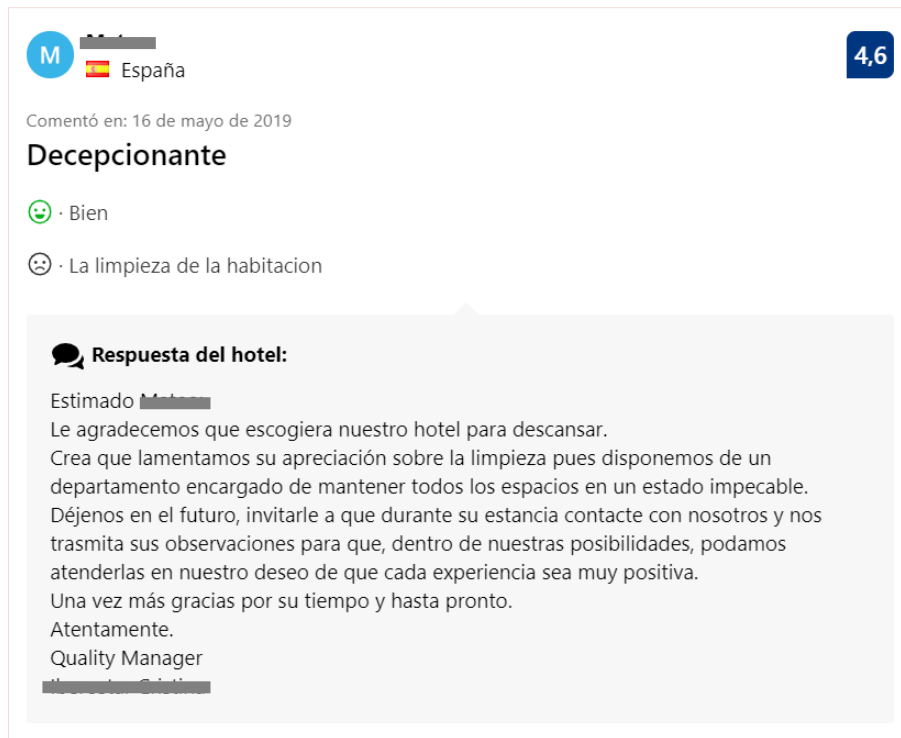 M
España
4,6
Comentó en: 16 de mayo de 2019
Decepcionante
· Bien
· La limpieza de la habitacion
Respuesta del hotel:
Estimado
Le agradecemos que escogiera nuestro hotel para descansar.
Crea que lamentamos su apreciación sobre la limpieza pues disponemos de un
departamento encargado de mantener todos los espacios en un estado impecable.
Déjenos en el futuro, invitarle a que durante su estancia contacte con nosotros y nos
trasmita sus observaciones para que, dentro de nuestras posibilidades, podamos
atenderlas en nuestro deseo de que cada experiencia sea muy positiva.
Una vez más gracias por su tiempo y hasta pronto.
Atentamente.
Quality Manager